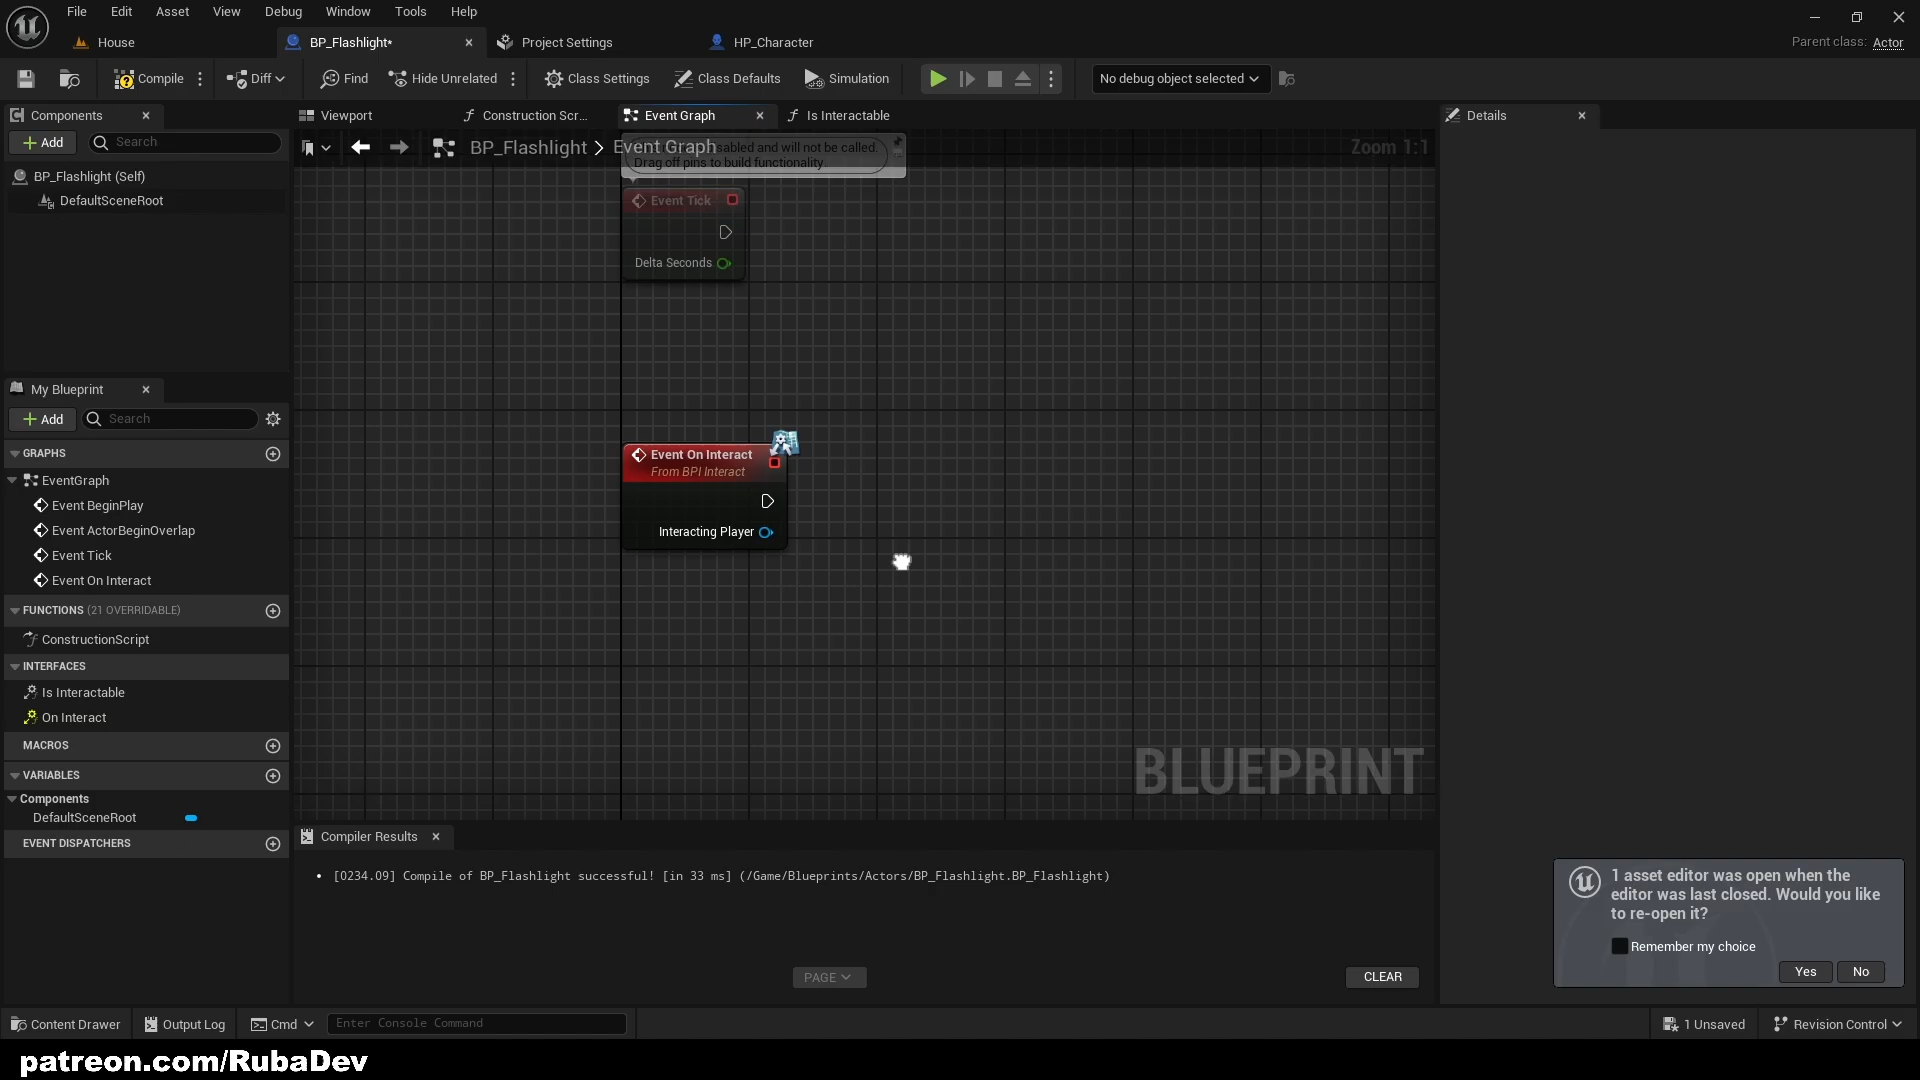 File Edit Asset View Debug Window Tools Help
House
BP_Flashlight*
Project Settings
HP_Character
Parent class: Actor
Compile
Diff
Find
Hide Unrelated
Class Settings
Class Defaults
Simulation
No debug object selected
Components
Viewport
Construction Scr...
Event Graph
Is Interactable
Details
Add
Search
BP_Flashlight > Event Graph
sabled and will not be called.
Drag off pins to build functionality.
Zoom 1:1
BP_Flashlight (Self)
DefaultSceneRoot
Event Tick
Delta Seconds
My Blueprint
Add
Search
GRAPHS
EventGraph
Event BeginPlay
Event ActorBeginOverlap
Event Tick
Event On Interact
Event On Interact
From BPI Interact
Interacting Player
FUNCTIONS (21 OVERRIDABLE)
ConstructionScript
INTERFACES
Is Interactable
On Interact
MACROS
VARIABLES
Components
DefaultSceneRoot
EVENT DISPATCHERS
BLUEPRINT
Compiler Results
[0234.09] Compile of BP_Flashlight successful! [in 33 ms] (/Game/Blueprints/Actors/BP_Flashlight.BP_Flashlight)
PAGE
CLEAR
1 asset editor was open when the
editor was last closed. Would you like
to re-open it?
Remember my choice
Yes
No
Content Drawer
Output Log
Cmd
Enter Console Command
1 Unsaved
Revision Control
patreon.com/RubaDev